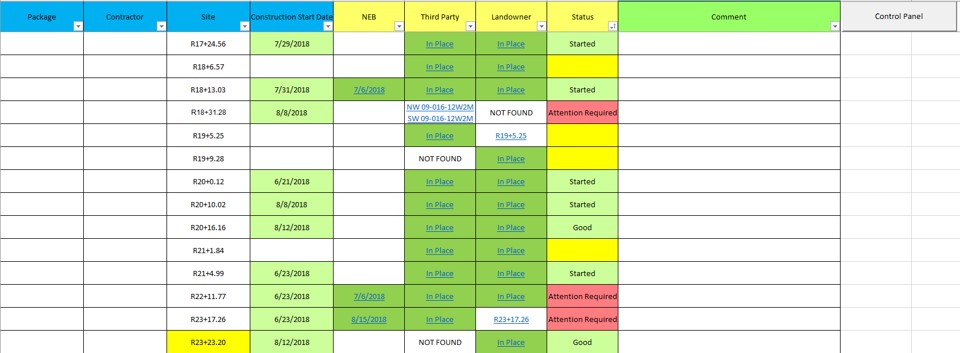 Package Contractor Site Construction Start Date NEB Third Party Landowner Status Comment Control Panel
R17+24.56 7/29/2018 In Place In Place Started
R18+6.57 In Place In Place
R18+13.03 7/31/2018 7/6/2018 In Place In Place Started
R18+31.28 8/8/2018 NW 09-016-12W2M NOT FOUND Attention Required
SW 09-016-12W2M
R19+5.25 In Place R19+5.25
R19+9.28 NOT FOUND In Place
R20+0.12 6/21/2018 In Place In Place Started
R20+10.02 8/8/2018 In Place In Place Started
R20+16.16 8/12/2018 In Place In Place Good
R21+1.84 In Place In Place
R21+4.99 6/23/2018 In Place In Place Started
R22+11.77 6/23/2018 7/6/2018 In Place In Place Attention Required
R23+17.26 6/23/2018 8/15/2018 In Place R23+17.26 Attention Required
R23+23.20 8/12/2018 NOT FOUND In Place Good